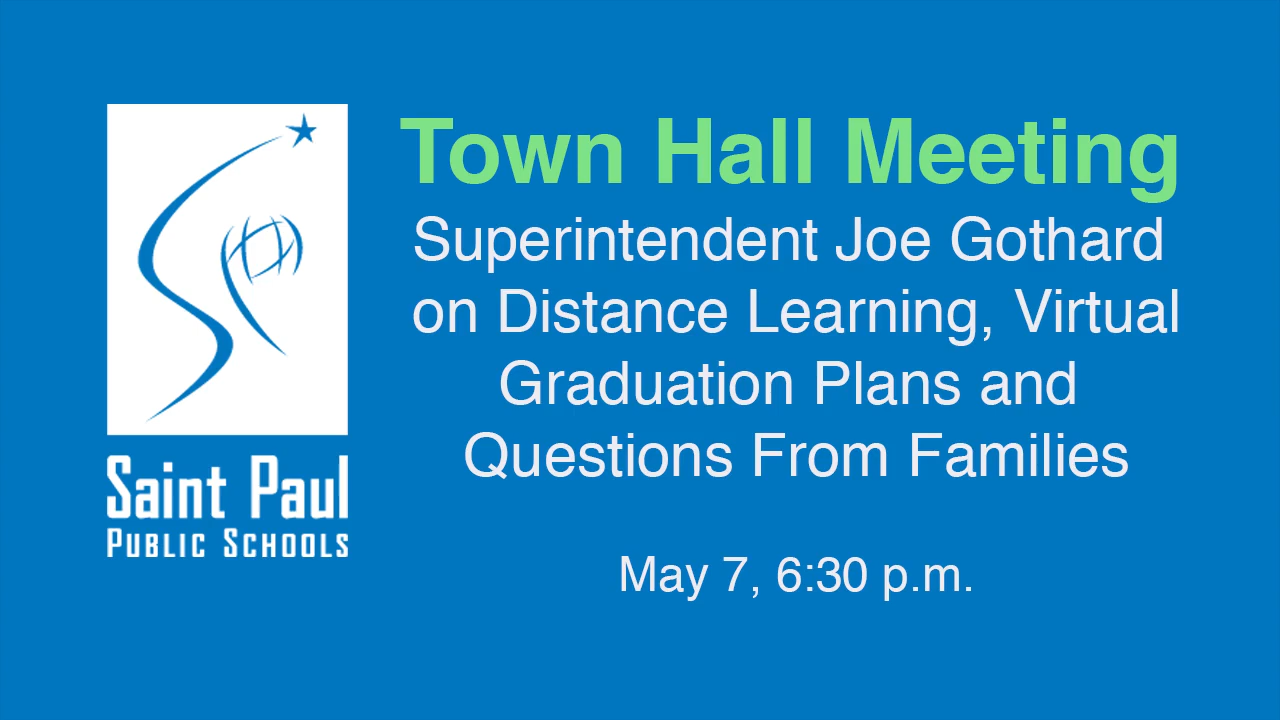 Town Hall Meeting
Superintendent Joe Gothard
on Distance Learning, Virtual
Graduation Plans and
Questions From Families
May 7, 6:30 p.m.
Saint Paul
PUBLIC SCHOOLS